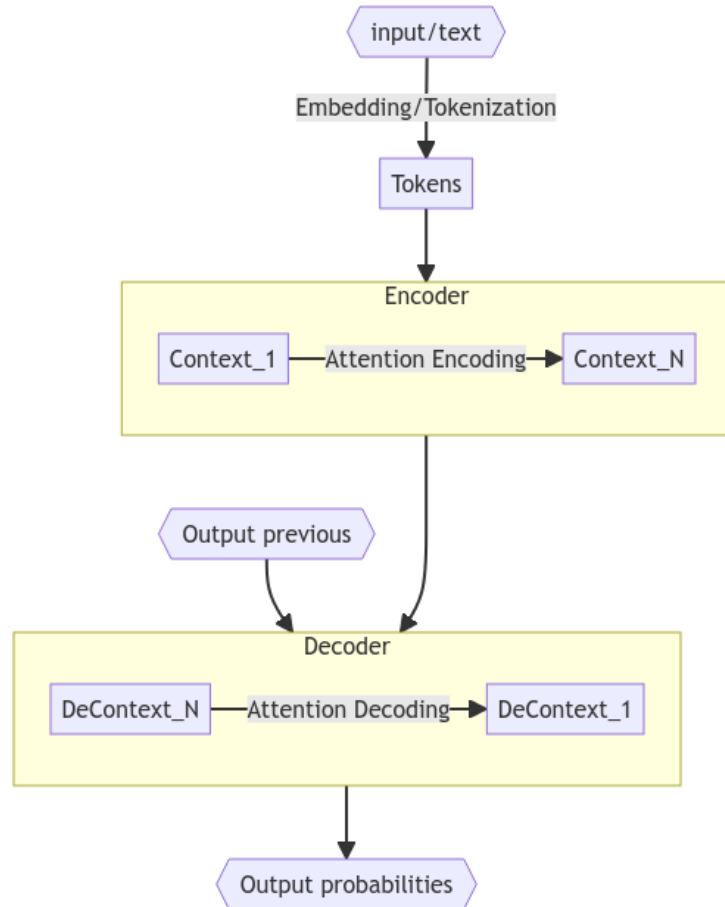 input/text
Embedding/Tokenization
Tokens
Encoder
Context_1
Attention Encoding
Context_N
Output previous
Decoder
DeContext_N
Attention Decoding
DeContext_1
Output probabilities